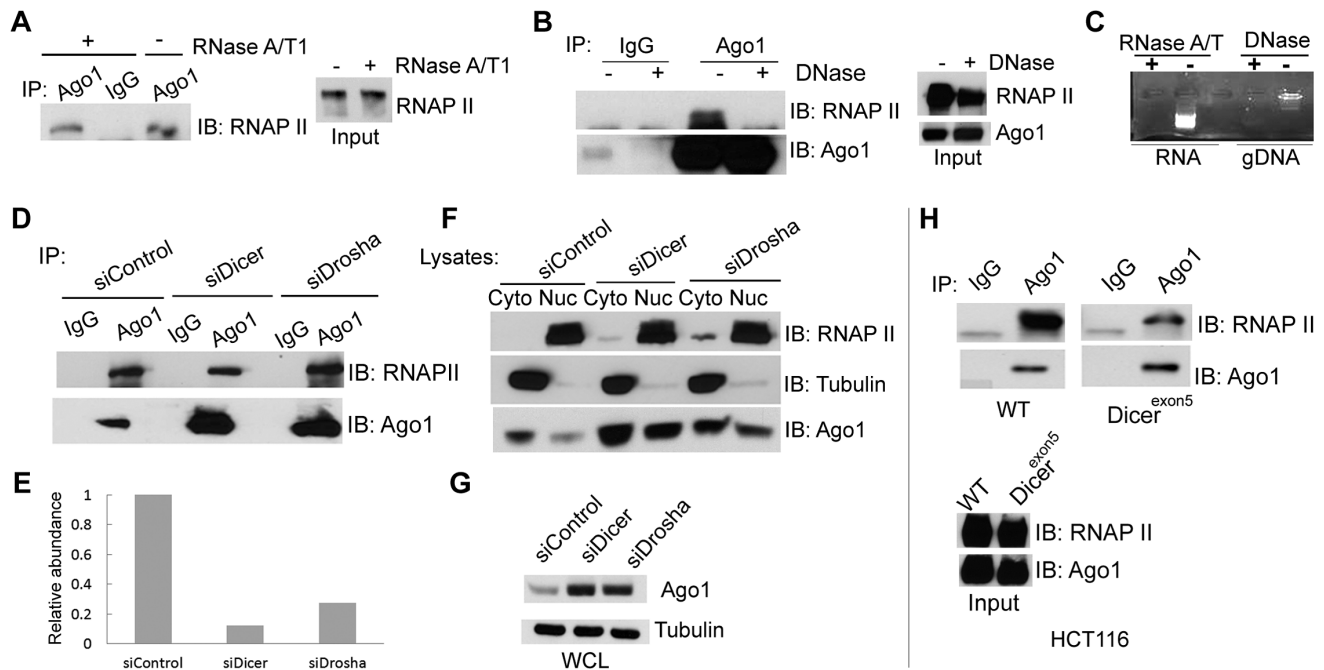 A
+ -
RNase A/T1
IP: Ago1 IgG Ago1
IB: RNAP II
- + RNase A/T1
RNAP II
Input
B
IP: IgG Ago1
- + - + DNase
IB: RNAP II
IB: Ago1
- + DNase
RNAP II
Ago1
Input
C
RNase A/T DNase
+ - + -
RNA gDNA
D
IP:
siControl siDicer siDrosha
IgG Ago1 IgG Ago1 IgG Ago1
IB: RNAPII
IB: Ago1
E
Relative abundance
1
0.8
0.6
0.4
0.2
0
siControl siDicer siDrosha
F
Lysates: siControl siDicer siDrosha
Cyto Nuc Cyto Nuc Cyto Nuc
IB: RNAP II
IB: Tubulin
IB: Ago1
G
siControl siDicer siDrosha
Ago1
Tubulin
WCL
H
IP: IgG Ago1 IgG Ago1
IB: RNAP II
IB: Ago1
WT Dicer exon5
WT Dicer exon5
IB: RNAP II
IB: Ago1
Input
HCT116